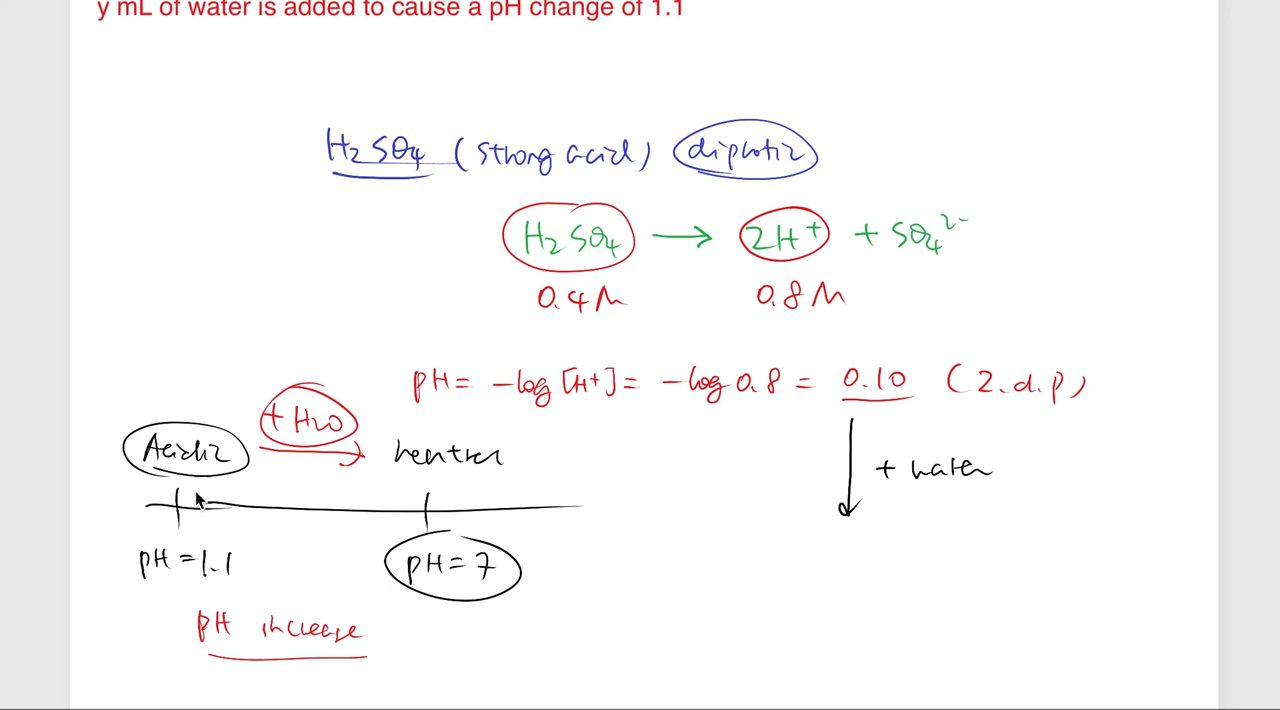 y mL of water is added to cause a pH change of 1.1
H₂SO₄ (strong acid) diprotic
H₂SO₄ → 2H⁺ + SO₄²⁻
0.4M 0.8M
pH = -log [H⁺] = -log 0.8 = 0.10 (2.d.p)
+ H₂O
Acidic neutral
+ water
pH = 1.1 pH = 7
pH increase